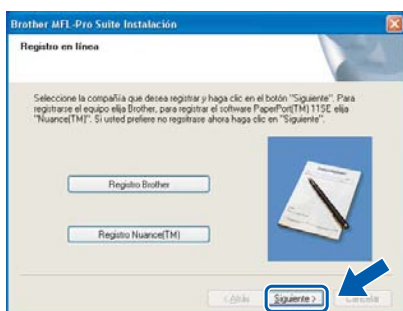 Brother MFL-Pro Suite Instalación
Registro en línea
Seleccione la compañía que desea registrar y haga clic en el botón "Siguiente". Para
registrarse el equipo elija Brother, para registrar el software PaperPort(TM) 11SE elija
"Nuance(TM)". Si usted prefiere no registrase ahora haga clic en "Siguiente".
Registro Brother
Registro Nuance(TM)
< Atrás
Siguiente >
Cancelar